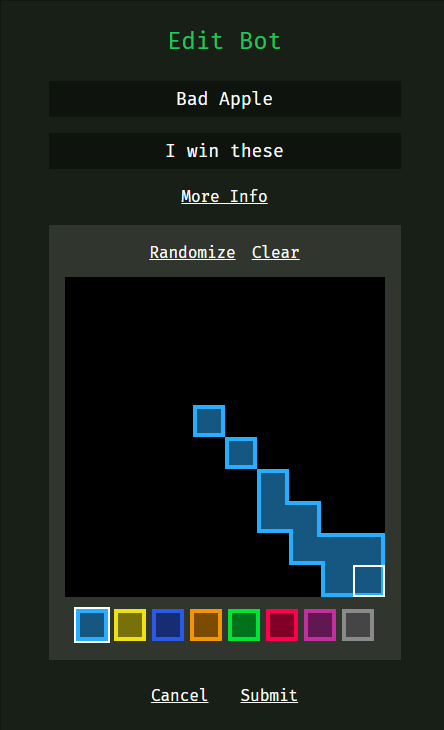 Edit Bot
Bad Apple
I win these
More Info
Randomize Clear
Cancel Submit